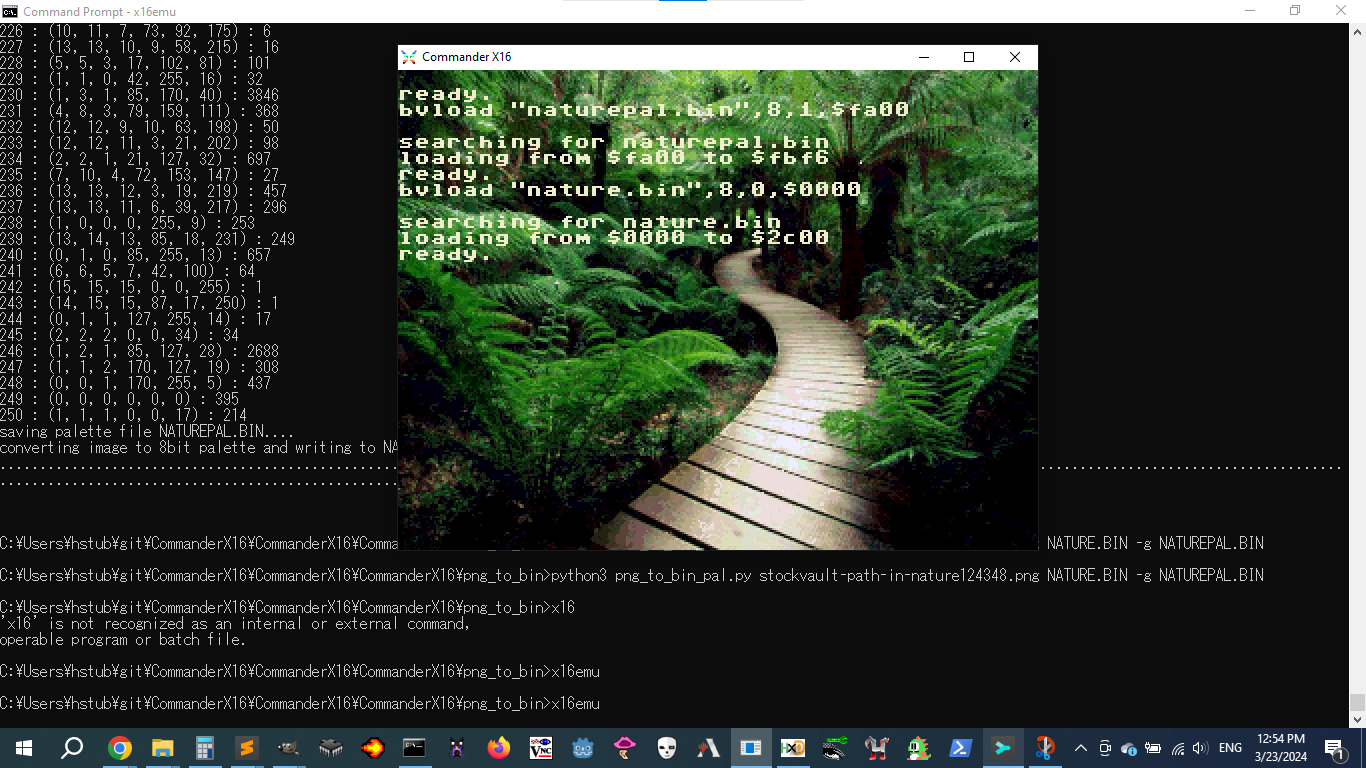 Command Prompt - x16emu
226 : (10, 11, 7, 73, 92, 175) : 6
227 : (13, 13, 10, 9, 58, 215) : 16
228 : (5, 5, 3, 17, 102, 81) : 101
229 : (1, 1, 0, 42, 255, 16) : 32
230 : (1, 3, 1, 85, 170, 40) : 3846
231 : (4, 8, 3, 79, 159, 111) : 368
232 : (12, 12, 9, 10, 63, 198) : 50
233 : (12, 12, 11, 3, 21, 202) : 98
234 : (2, 2, 1, 21, 127, 32) : 697
235 : (7, 10, 4, 72, 153, 147) : 27
236 : (13, 13, 12, 3, 19, 219) : 457
237 : (13, 13, 11, 6, 39, 217) : 296
238 : (1, 0, 0, 0, 255, 9) : 253
239 : (13, 14, 13, 85, 18, 231) : 249
240 : (0, 1, 0, 85, 255, 13) : 657
241 : (6, 6, 5, 7, 42, 100) : 64
242 : (15, 15, 15, 0, 0, 255) : 1
243 : (14, 15, 15, 87, 17, 250) : 1
244 : (0, 1, 1, 127, 255, 14) : 17
245 : (2, 2, 2, 0, 0, 34) : 34
246 : (1, 2, 1, 85, 127, 28) : 2688
247 : (1, 1, 2, 170, 127, 19) : 308
248 : (0, 0, 1, 170, 255, 5) : 437
249 : (0, 0, 0, 0, 0, 0) : 395
250 : (1, 1, 1, 0, 0, 17) : 214
saving palette file NATUREPAL.BIN....
converting image to 8bit palette and writing to NA
Commander X16
ready.
bvload "naturepal.bin",8,1,$fa00
searching for naturepal.bin
loading from $fa00 to $fbf6
ready.
bvload "nature.bin",8,0,$0000
searching for nature.bin
loading from $0000 to $2c00
ready.
C:¥Users¥hstub¥git¥CommanderX16¥CommanderX16¥Comma NATURE.BIN -g NATUREPAL.BIN
C:¥Users¥hstub¥git¥CommanderX16¥CommanderX16¥CommanderX16¥png_to_bin>python3 png_to_bin_pal.py stockvault-path-in-nature124348.png NATURE.BIN -g NATUREPAL.BIN
C:¥Users¥hstub¥git¥CommanderX16¥CommanderX16¥CommanderX16¥png_to_bin>x16
'x16' is not recognized as an internal or external command,
operable program or batch file.
C:¥Users¥hstub¥git¥CommanderX16¥CommanderX16¥CommanderX16¥png_to_bin>x16emu
C:¥Users¥hstub¥git¥CommanderX16¥CommanderX16¥CommanderX16¥png_to_bin>x16emu
VNC
ENG
12:54 PM
3/23/2024
1